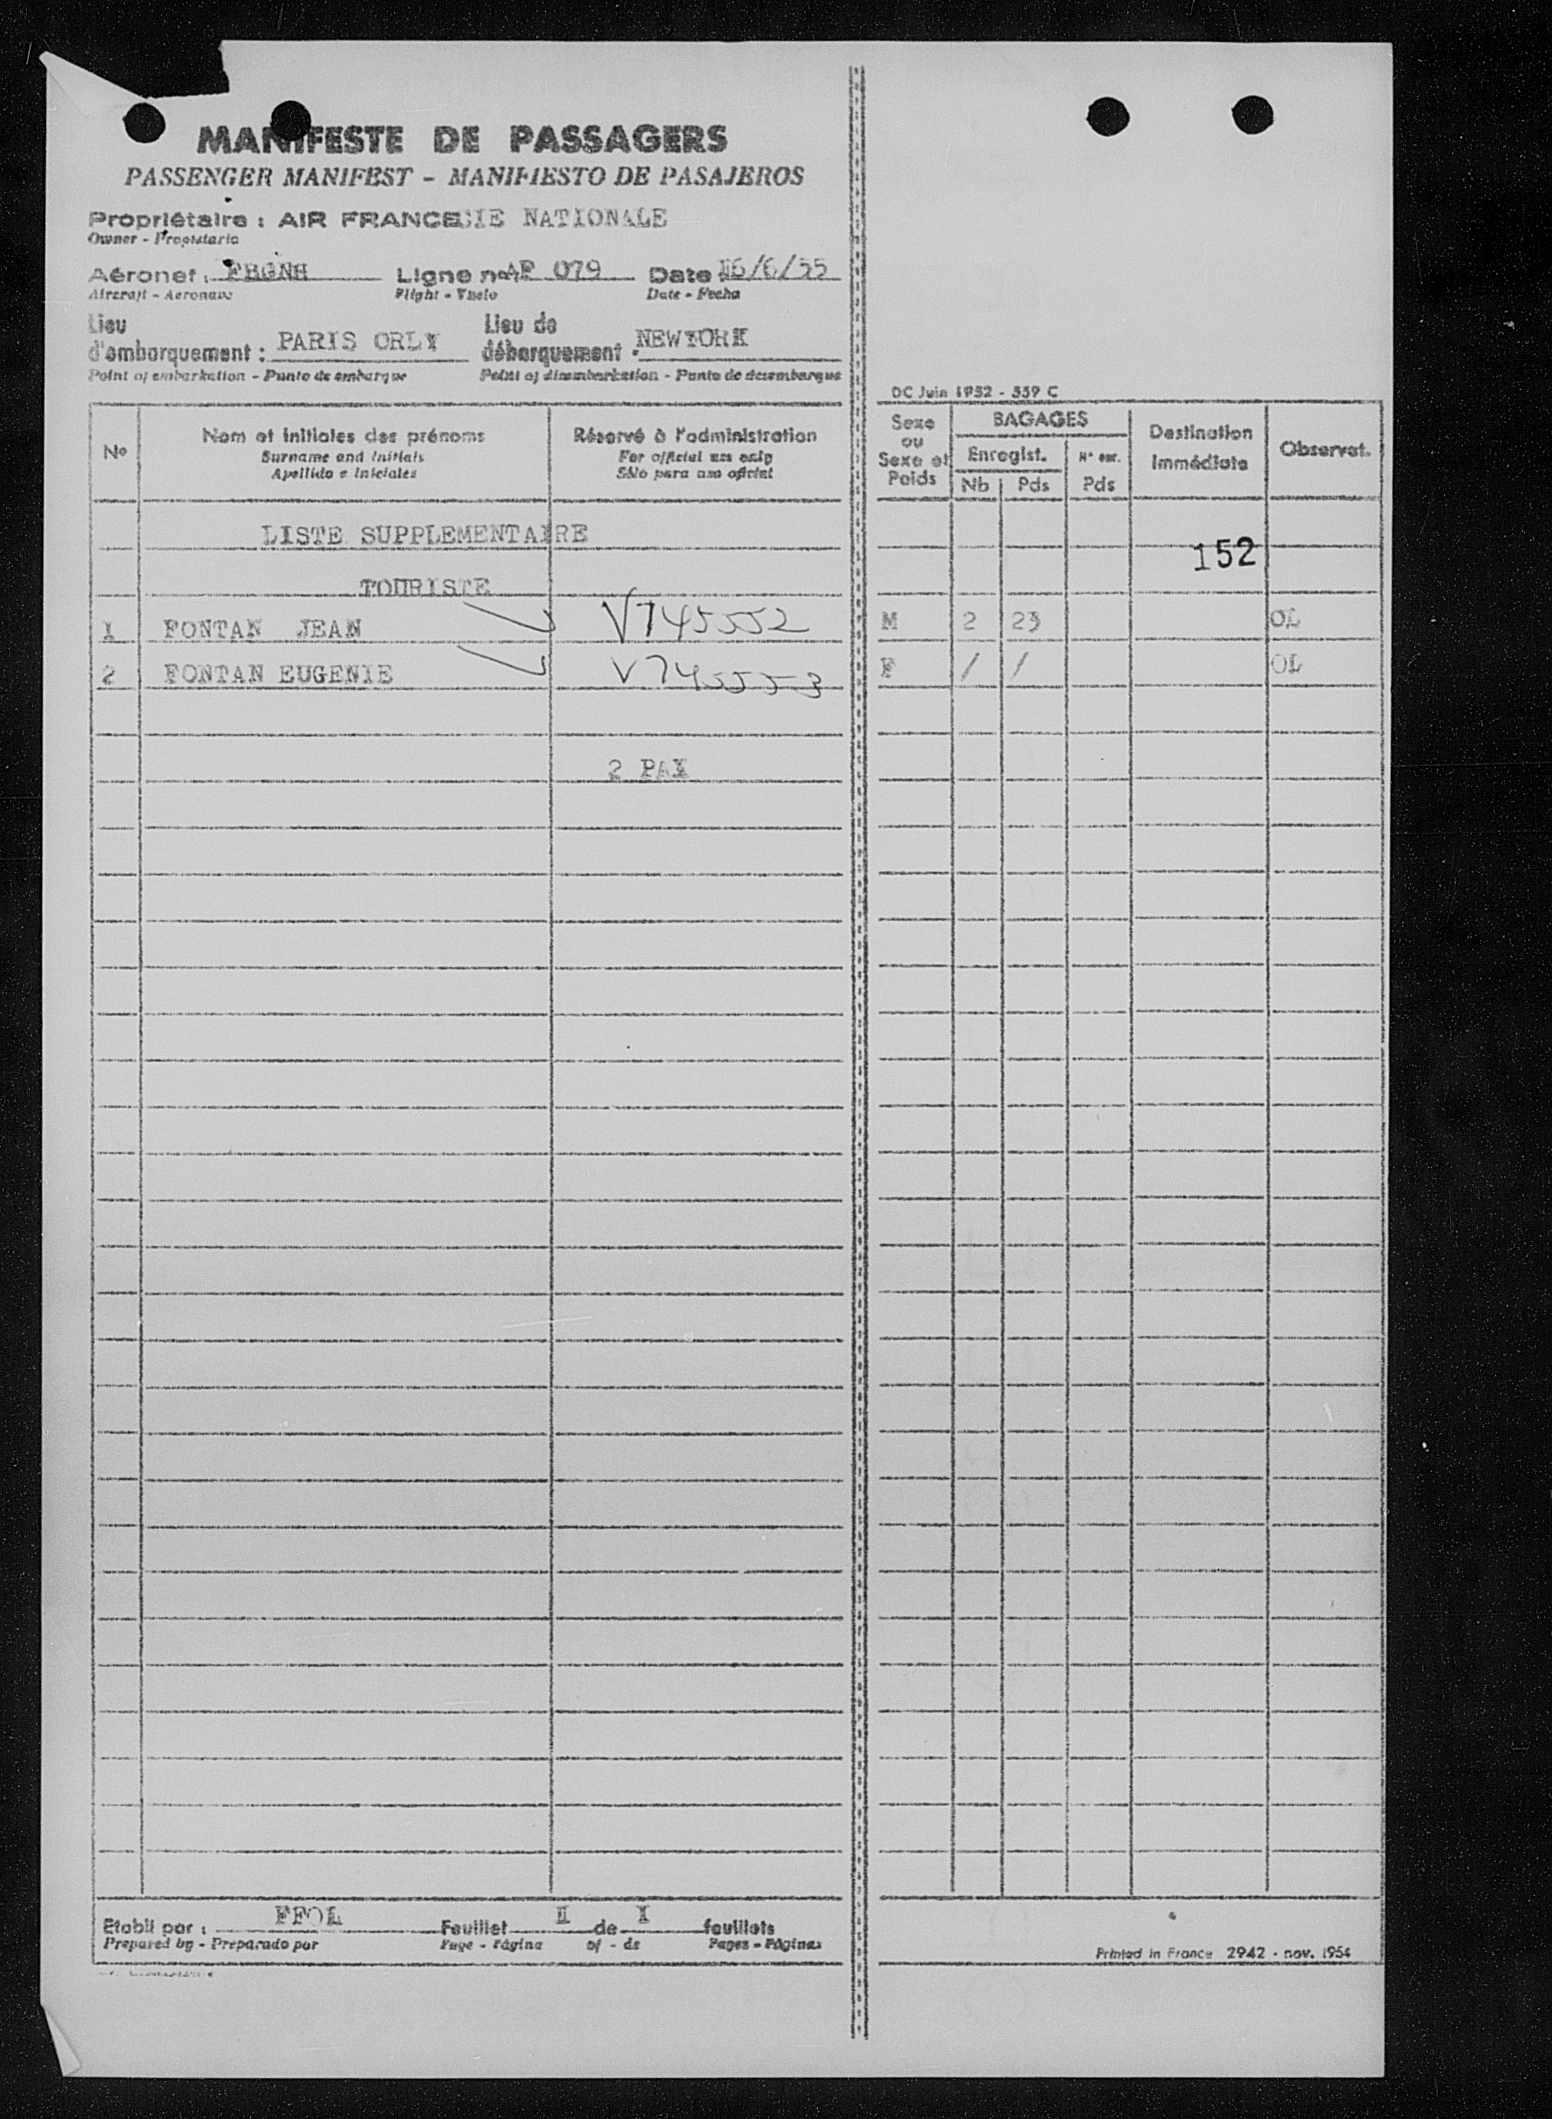 MANIFESTE DE PASSAGERS
PASSENGER MANIFEST - MANIFIESTO DE PASAJEROS
Propriétaire : AIR FRANCE CIE NATIONALE
Owner - Propietario
Aéronef : FBGNH Ligne no AF 079 Date I6/6/55
Aircraft - Aeronave Flight - Vuelo Date - Fecha
Lieu d'embarquement : PARIS ORLY Lieu de débarquement : NEWYORK
Point of embarkation - Punto de embarque Point of disembarkation - Punto de desembarque
DC Juin 1952 - 559 C
No Nom et initiales des prénoms Réservé à l'administration Sexe ou Sexe et Poids BAGAGES Destination Immédiate Observat.
Surname and initials For official use only Enregist. Nº enr.
Apellido e iniciales Sólo para uso oficial Nb Pds Pds
LISTE SUPPLEMENTAIRE
152
TOURISTE
I FONTAN JEAN V745552 M 2 23 OL
2 FONTAN EUGENIE V745553 F / / OL
2 PAX
Etabli par : FFOL Feuillet I de I feuillets
Prepared by - Preparado por Page - Página of - de Pages - Páginas
Printed in France 2942 - nov. 1954